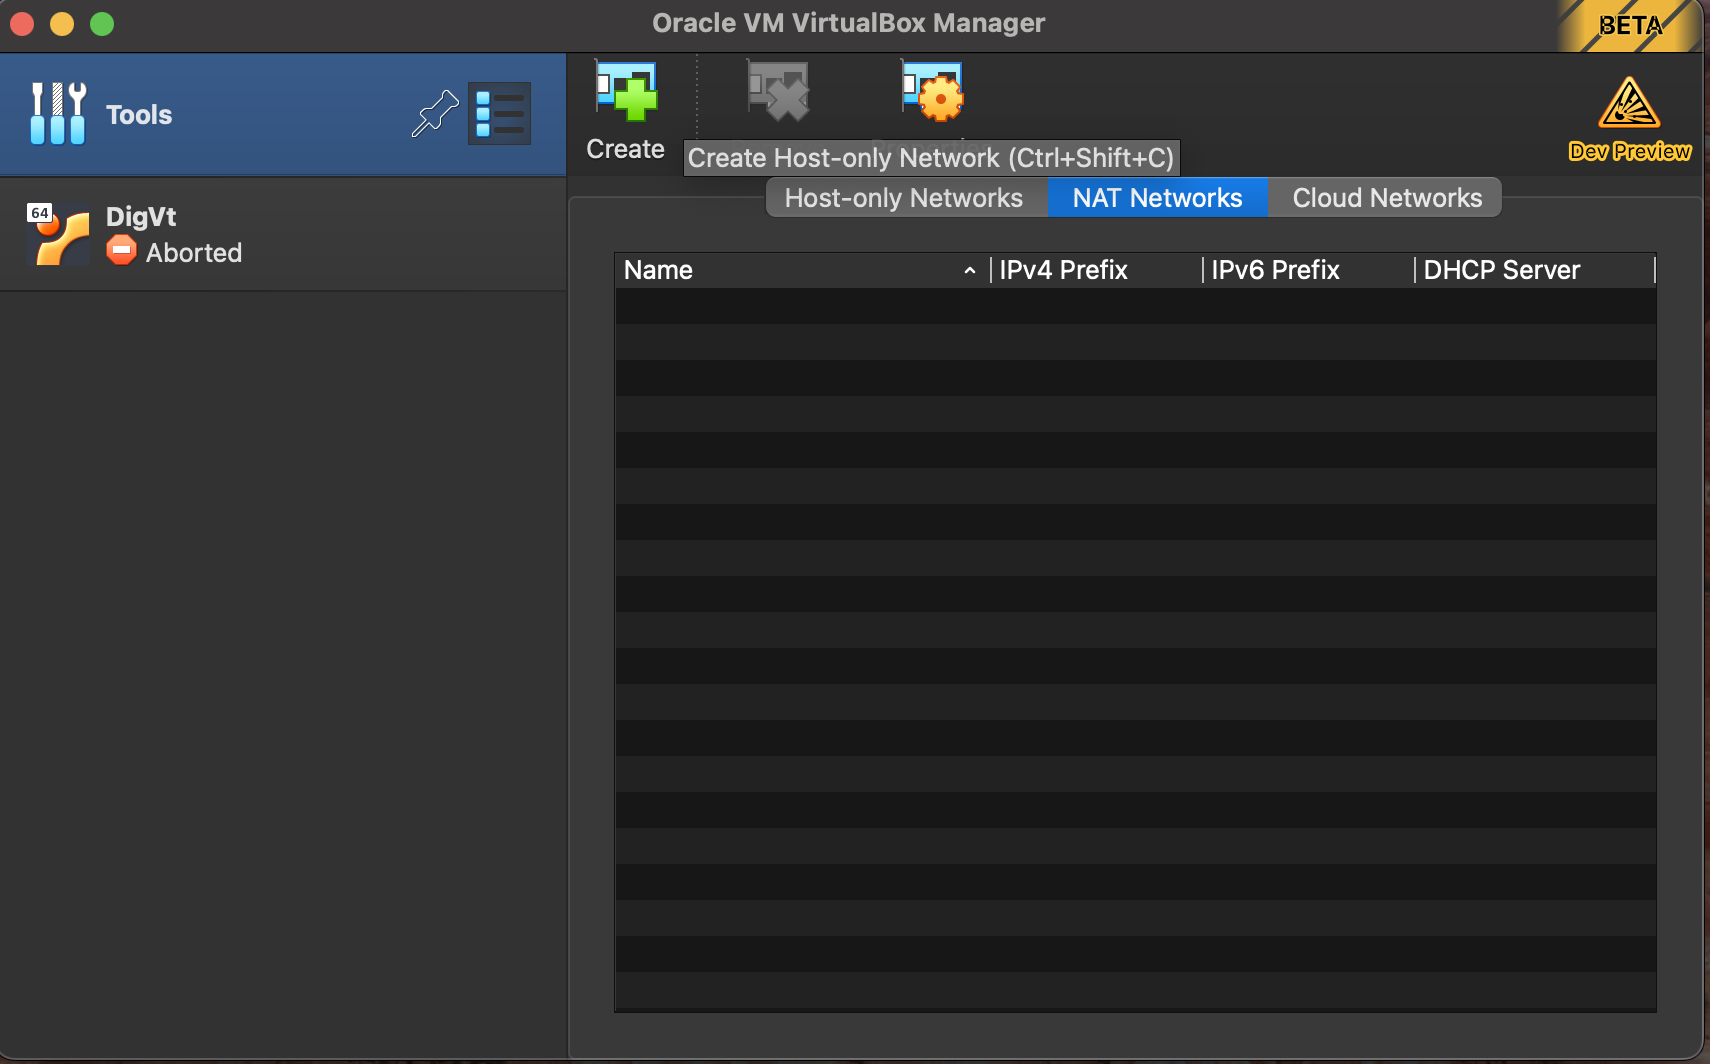 Oracle VM VirtualBox Manager
BETA
Tools
Create
Create Host-only Network (Ctrl+Shift+C)
Dev Preview
Host-only Networks
NAT Networks
Cloud Networks
64
DigVt
Aborted
Name
IPv4 Prefix
IPv6 Prefix
DHCP Server